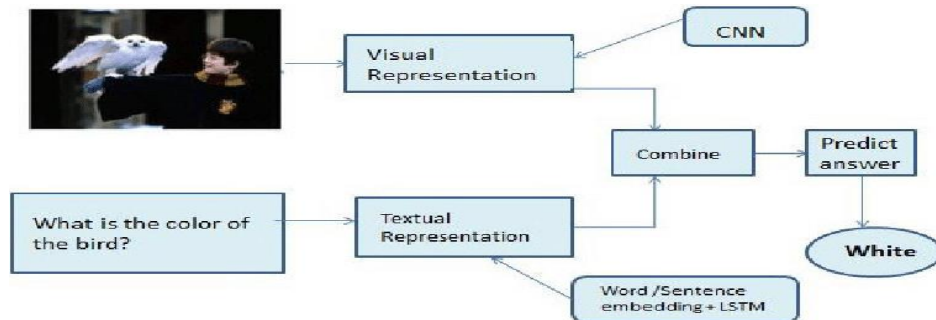 CNN
Visual
Representation
Combine
Predict
answer
What is the color of
the bird?
Textual
Representation
White
Word /Sentence
embedding + LSTM